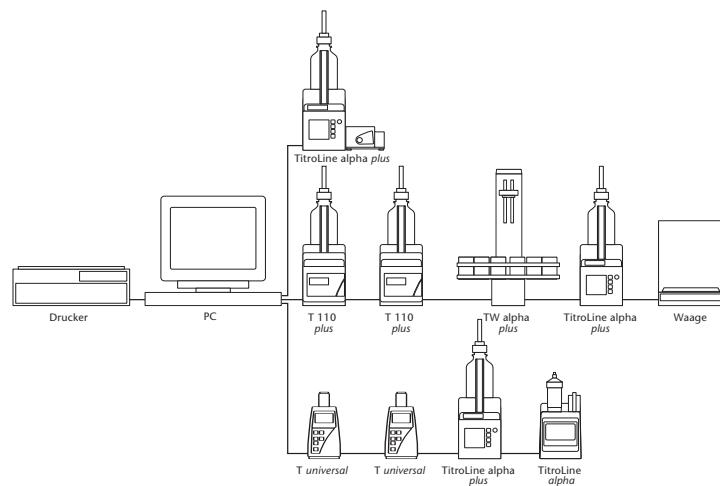 TitroLine alpha plus
Drucker
PC
T 110
plus
T 110
plus
TW alpha
plus
TitroLine alpha
plus
Waage
T universal
T universal
TitroLine alpha
plus
TitroLine
alpha